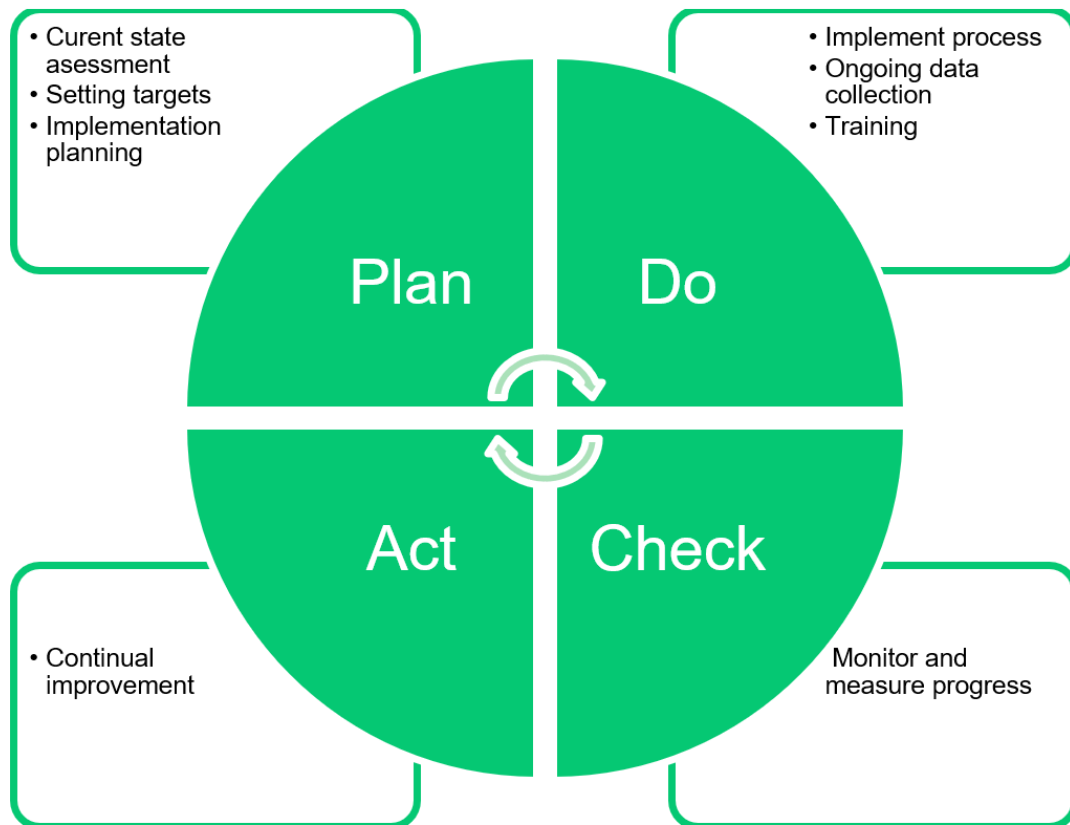 • Curent state
asessment
• Setting targets
• Implementation
planning
• Implement process
• Ongoing data
collection
• Training
Plan
Do
Act
Check
• Continual
improvement
Monitor and
measure progress